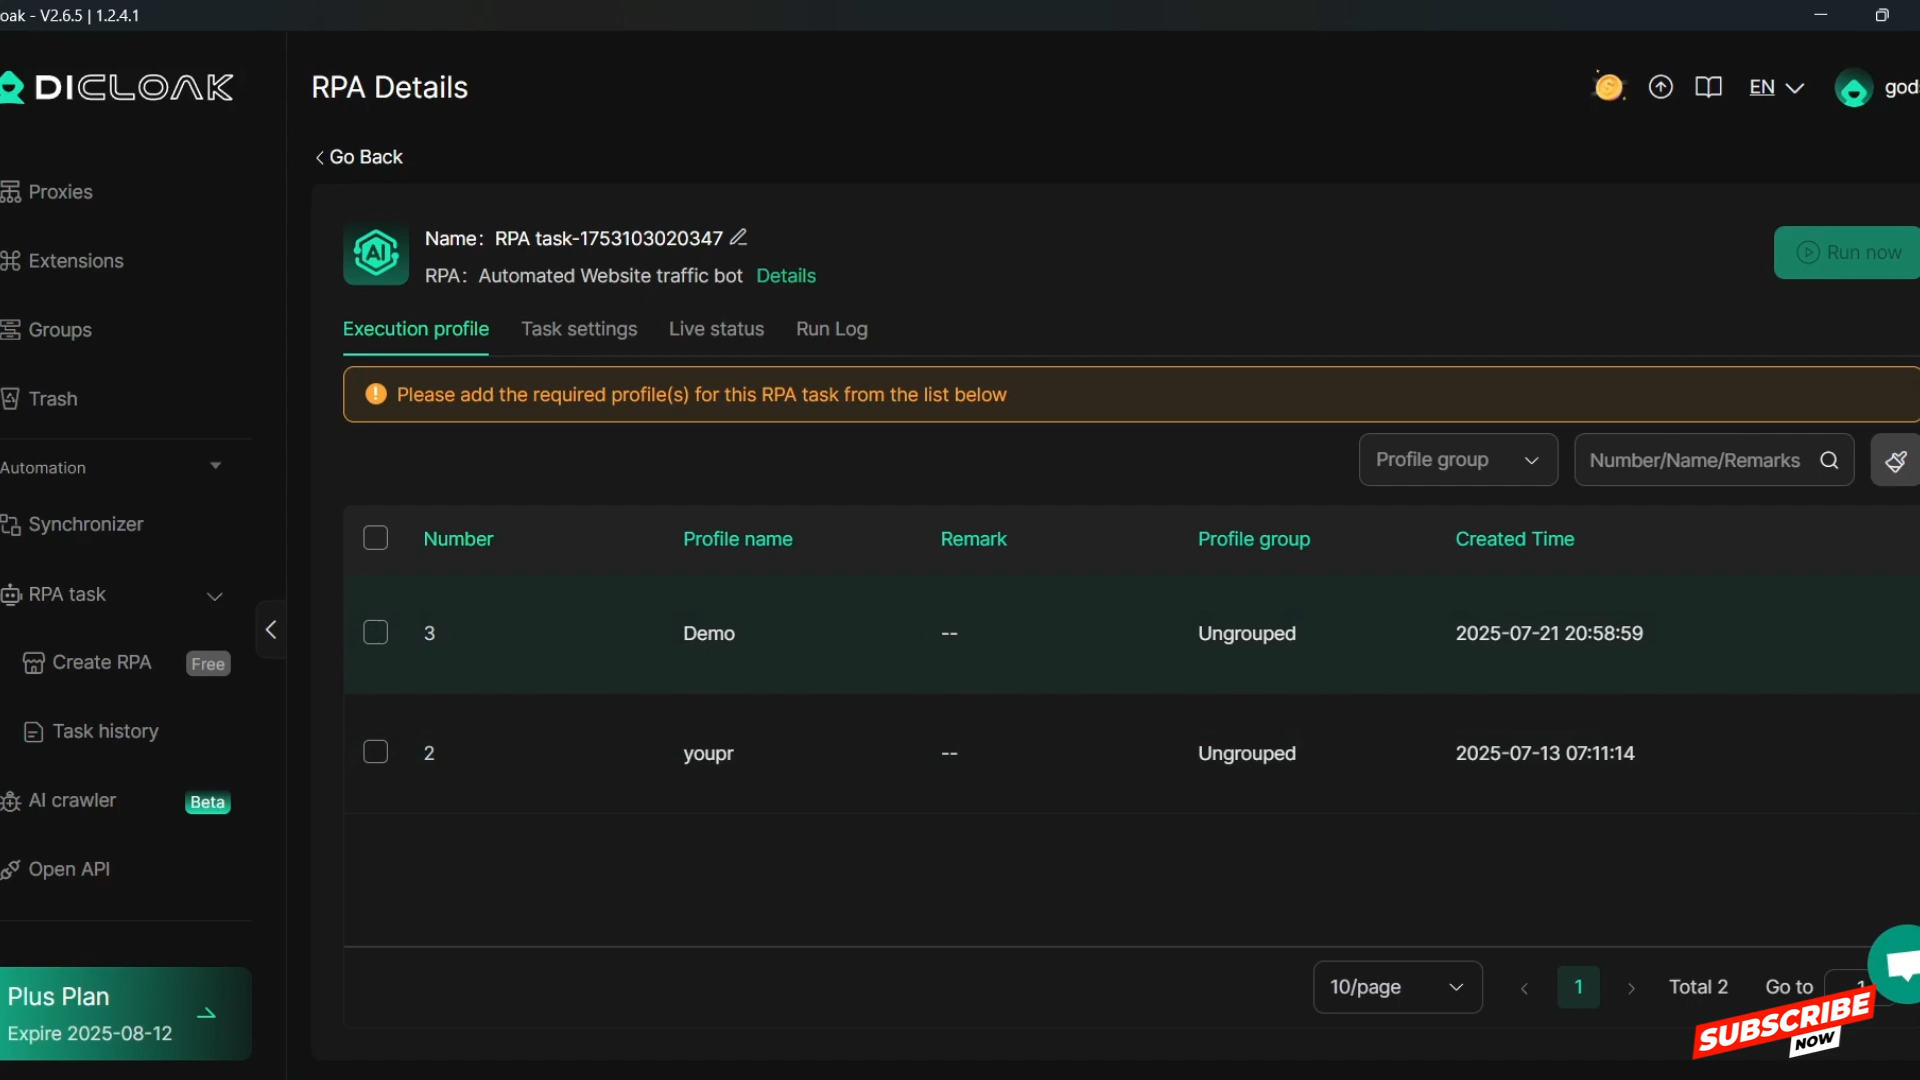 oak - V2.6.5 | 1.2.4.1
DICLOAK
RPA Details
EN
gods
Go Back
Proxies
Extensions
Groups
Trash
Automation
Synchronizer
RPA task
Create RPA Free
Task history
AI crawler Beta
Open API
Plus Plan
Expire 2025-08-12
AI
Name: RPA task-1753103020347
RPA: Automated Website traffic bot Details
Run now
Execution profile Task settings Live status Run Log
Please add the required profile(s) for this RPA task from the list below
Profile group Number/Name/Remarks
Number Profile name Remark Profile group Created Time
3 Demo -- Ungrouped 2025-07-21 20:58:59
2 youpr -- Ungrouped 2025-07-13 07:11:14
10/page 1 Total 2 Go to 1
SUBSCRIBE
NOW